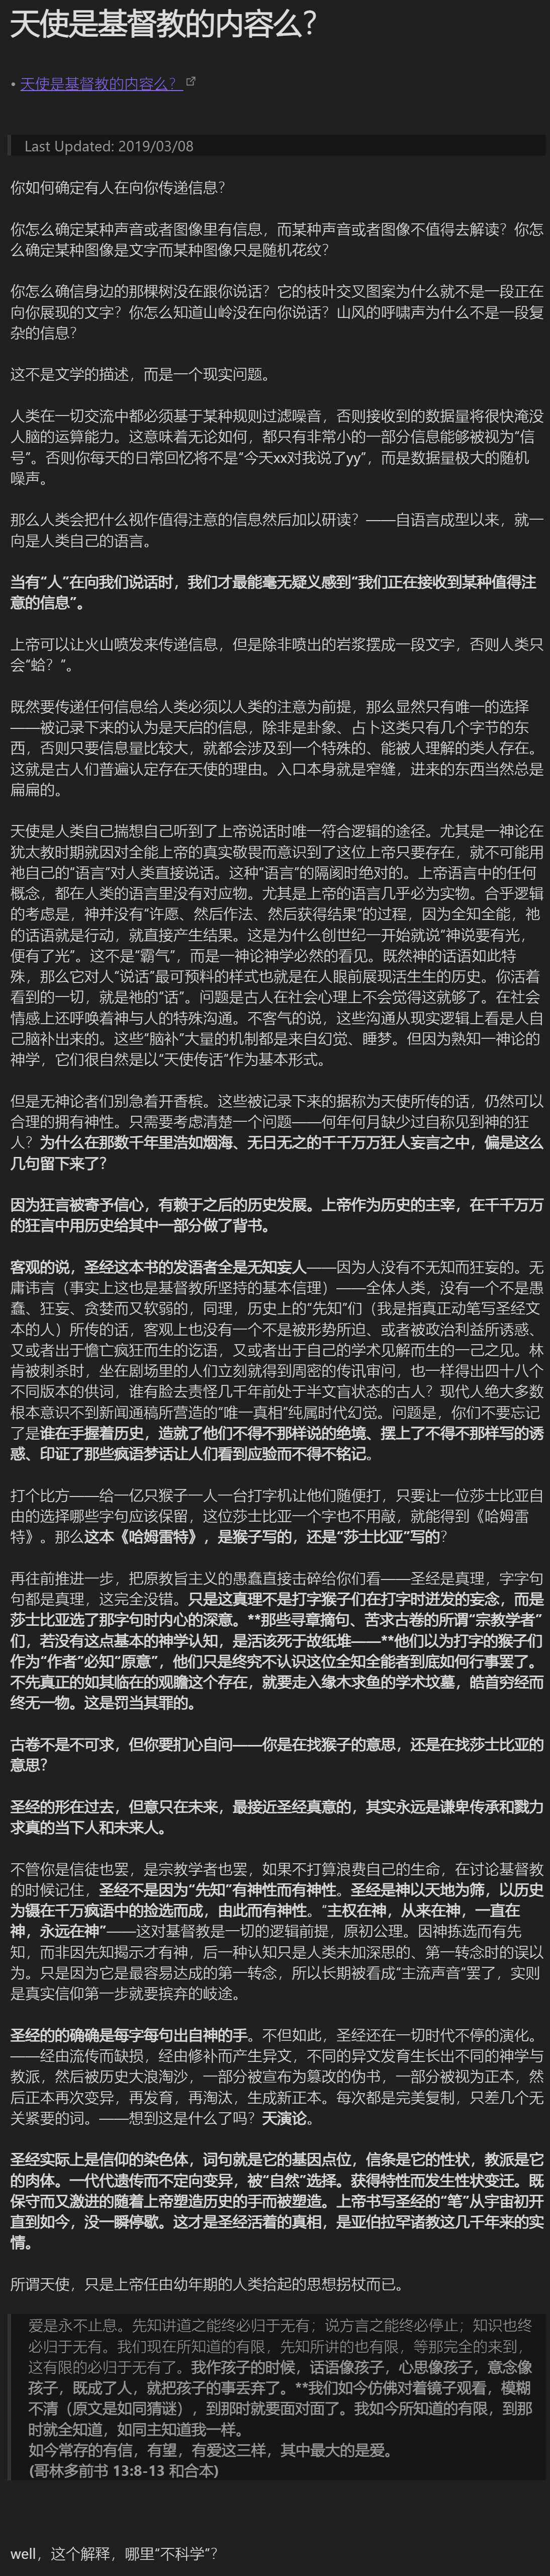 天使是基督教的内容么?
• 天使是基督教的内容么?
Last Updated: 2019/03/08
你如何确定有人在向你传递信息?
你怎么确定某种声音或者图像里有信息，而某种声音或者图像不值得去解读？你怎
么确定某种图像是文字而某种图像只是随机花纹？
你怎么确信身边的那棵树没在跟你说话？它的枝叶交叉图案为什么就不是一段正在
向你展现的文字？你怎么知道山岭没在向你说话？山风的呼啸声为什么不是一段复
杂的信息？
这不是文学的描述，而是一个现实问题。
人类在一切交流中都必须基于某种规则过滤噪音，否则接收到的数据量将很快淹没
人脑的运算能力。这意味着无论如何，都只有非常小的一部分信息能够被视为“信
号”。否则你每天的日常回忆将不是“今天xx对我说了yy”，而是数据量极大的随机
噪声。
那么人类会把什么视作值得注意的信息然后加以研读？——自语言成型以来，就一
向是人类自己的语言。
当有“人”在向我们说话时，我们才最能毫无疑义感到“我们正在接收到某种值得注
意的信息”。
上帝可以让火山喷发来传递信息，但是除非喷出的岩浆摆成一段文字，否则人类只
会“蛤？”。
既然要传递任何信息给人类必须以人类的注意为前提，那么显然只有唯一的选择
——被记录下来的认为是天启的信息，除非是卦象、占卜这类只有几个字节的东
西，否则只要信息量比较大，就都会涉及到一个特殊的、能被人理解的类人存在。
这就是古人们普遍认定存在天使的理由。入口本身就是窄缝，进来的东西当然总是
扁扁的。
天使是人类自己揣想自己听到了上帝说话时唯一符合逻辑的途径。尤其是一神论在
犹太教时期就因对全能上帝的真实敬畏而意识到了这位上帝只要存在，就不可能用
祂自己的“语言”对人类直接说话。这种“语言”的隔阂时绝对的。上帝语言中的任何
概念，都在人类的语言里没有对应物。尤其是上帝的语言几乎必为实物。合乎逻辑
的考虑是，神并没有“许愿、然后作法、然后获得结果”的过程，因为全知全能，祂
的话语就是行动，就直接产生结果。这是为什么创世纪一开始就说“神说要有光，
便有了光”。这不是“霸气”，而是一神论神学必然的看见。既然神的话语如此特
殊，那么它对人“说话”最可预料的样式也就是在人眼前展现活生生的历史。你活着
看到的一切，就是祂的“话”。问题是古人在社会心理上不会觉得这就够了。在社会
情感上还呼唤着神与人的特殊沟通。不客气的说，这些沟通从现实逻辑上看是人自
己脑补出来的。这些“脑补”大量的机制都是来自幻觉、睡梦。但因为熟知一神论的
神学，它们很自然是以“天使传话”作为基本形式。
但是无神论者们别急着开香槟。这些被记录下来的据称为天使所传的话，仍然可以
合理的拥有神性。只需要考虑清楚一个问题——何年何月缺少过自称见到神的狂
人？为什么在那数千年里浩如烟海、无日无之的千千万万狂人妄言之中，偏是这么
几句留下来了？
因为狂言被寄予信心，有赖于之后的历史发展。上帝作为历史的主宰，在千千万万
的狂言中用历史给其中一部分做了背书。
客观的说，圣经这本书的发语者全是无知妄人——因为人没有不无知而狂妄的。无
庸讳言（事实上这也是基督教所坚持的基本信理）——全体人类，没有一个不是愚
蠢、狂妄、贪婪而又软弱的，同理，历史上的“先知”们（我是指真正动笔写圣经文
本的人）所传的话，客观上也没有一个不是被形势所迫、或者被政治利益所诱惑、
又或者出于憺亡疯狂而生的讫语，又或者出于自己的学术见解而生的一己之见。林
肯被刺杀时，坐在剧场里的人们立刻就得到周密的传讯审问，也一样得出四十八个
不同版本的供词，谁有脸去责怪几千年前处于半文盲状态的古人？现代人绝大多数
根本意识不到新闻通稿所营造的“唯一真相”纯属时代幻觉。问题是，你们不要忘记
了是谁在手握着历史，造就了他们不得不那样说的绝境、摆上了不得不那样写的诱
惑、印证了那些疯语梦话让人们看到应验而不得不铭记。
打个比方——给一亿只猴子一人一台打字机让他们随便打，只要让一位莎士比亚自
由的选择哪些字句应该保留，这位莎士比亚一个字也不用敲，就能得到《哈姆雷
特》。那么这本《哈姆雷特》，是猴子写的，还是“莎士比亚”写的？
再往前推进一步，把原教旨主义的愚蠢直接击碎给你们看——圣经是真理，字字句
句都是真理，这完全没错。只是这真理不是打字猴子们在打字时迸发的妄念，而是
莎士比亚选了那字句时内心的深意。**那些寻章摘句、苦求古卷的所谓“宗教学者”
们，若没有这点基本的神学认知，是活该死于故纸堆——**他们以为打字的猴子们
作为“作者”必知“原意”，他们只是终究不认识这位全知全能者到底如何行事罢了。
不先真正的如其临在的观瞻这个存在，就要走入缘木求鱼的学术坟墓，皓首穷经而
终无一物。这是罚当其罪的。
古卷不是不可求，但你要扪心自问——你是在找猴子的意思，还是在找莎士比亚的
意思？
圣经的形在过去，但意只在未来，最接近圣经真意的，其实永远是谦卑传承和戮力
求真的当下人和未来人。
不管你是信徒也罢，是宗教学者也罢，如果不打算浪费自己的生命，在讨论基督教
的时候记住，圣经不是因为“先知”有神性而有神性。圣经是神以天地为筛，以历史
为镊在千万疯语中的捡选而成，由此而有神性。“主权在神，从来在神，一直在
神，永远在神”——这对基督教是一切的逻辑前提，原初公理。因神拣选而有先
知，而非因先知揭示才有神，后一种认知只是人类未加深思的、第一转念时的误以
为。只是因为它是最容易达成的第一转念，所以长期被看成“主流声音”罢了，实则
是真实信仰第一步就要摈弃的岐途。
圣经的的确确是每字每句出自神的手。不但如此，圣经还在一切时代不停的演化。
——经由流传而缺损，经由修补而产生异文，不同的异文发育生长出不同的神学与
教派，然后被历史大浪淘沙，一部分被宣布为篡改的伪书，一部分被视为正本，然
后正本再次变异，再发育，再淘汰，生成新正本。每次都是完美复制，只差几个无
关紧要的词。——想到这是什么了吗？天演论。
圣经实际上是信仰的染色体，词句就是它的基因点位，信条是它的性状，教派是它
的肉体。一代代遗传而不定向变异，被“自然”选择。获得特性而发生性状变迁。既
保守而又激进的随着上帝塑造历史的手而被塑造。上帝书写圣经的“笔”从宇宙初开
直到如今，没一瞬停歇。这才是圣经活着的真相，是亚伯拉罕诸教这几千年来的实
情。
所谓天使，只是上帝任由幼年期的人类拾起的思想拐杖而已。
爱是永不止息。先知讲道之能终必归于无有；说方言之能终必停止；知识也终
必归于无有。我们现在所知道的有限，先知所讲的也有限，等那完全的来到，
这有限的必归于无有了。我作孩子的时候，话语像孩子，心思像孩子，意念像
孩子，既成了人，就把孩子的事丢弃了。**我们如今仿佛对着镜子观看，模糊
不清（原文是如同猜谜），到那时就要面对面了。我如今所知道的有限，到那
时就全知道，如同主知道我一样。
如今常存的有信，有望，有爱这三样，其中最大的是爱。
(哥林多前书 13:8-13 和合本)
well，这个解释，哪里“不科学”？